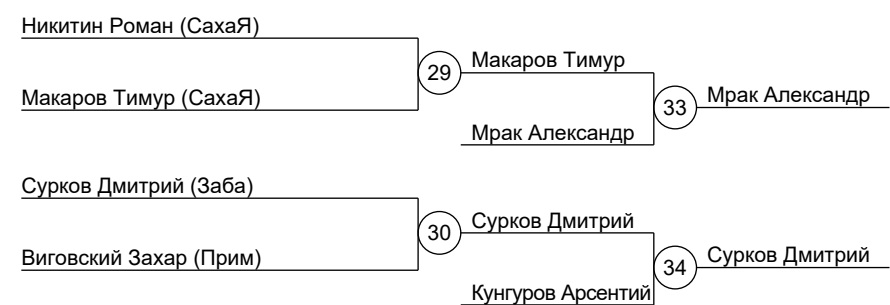 Никитин Роман (СахаЯ)
29
Макаров Тимур
Макаров Тимур (СахаЯ)
33
Мрак Александр
Мрак Александр
Сурков Дмитрий (Заба)
30
Сурков Дмитрий
Виговский Захар (Прим)
34
Сурков Дмитрий
Кунгуров Арсентий